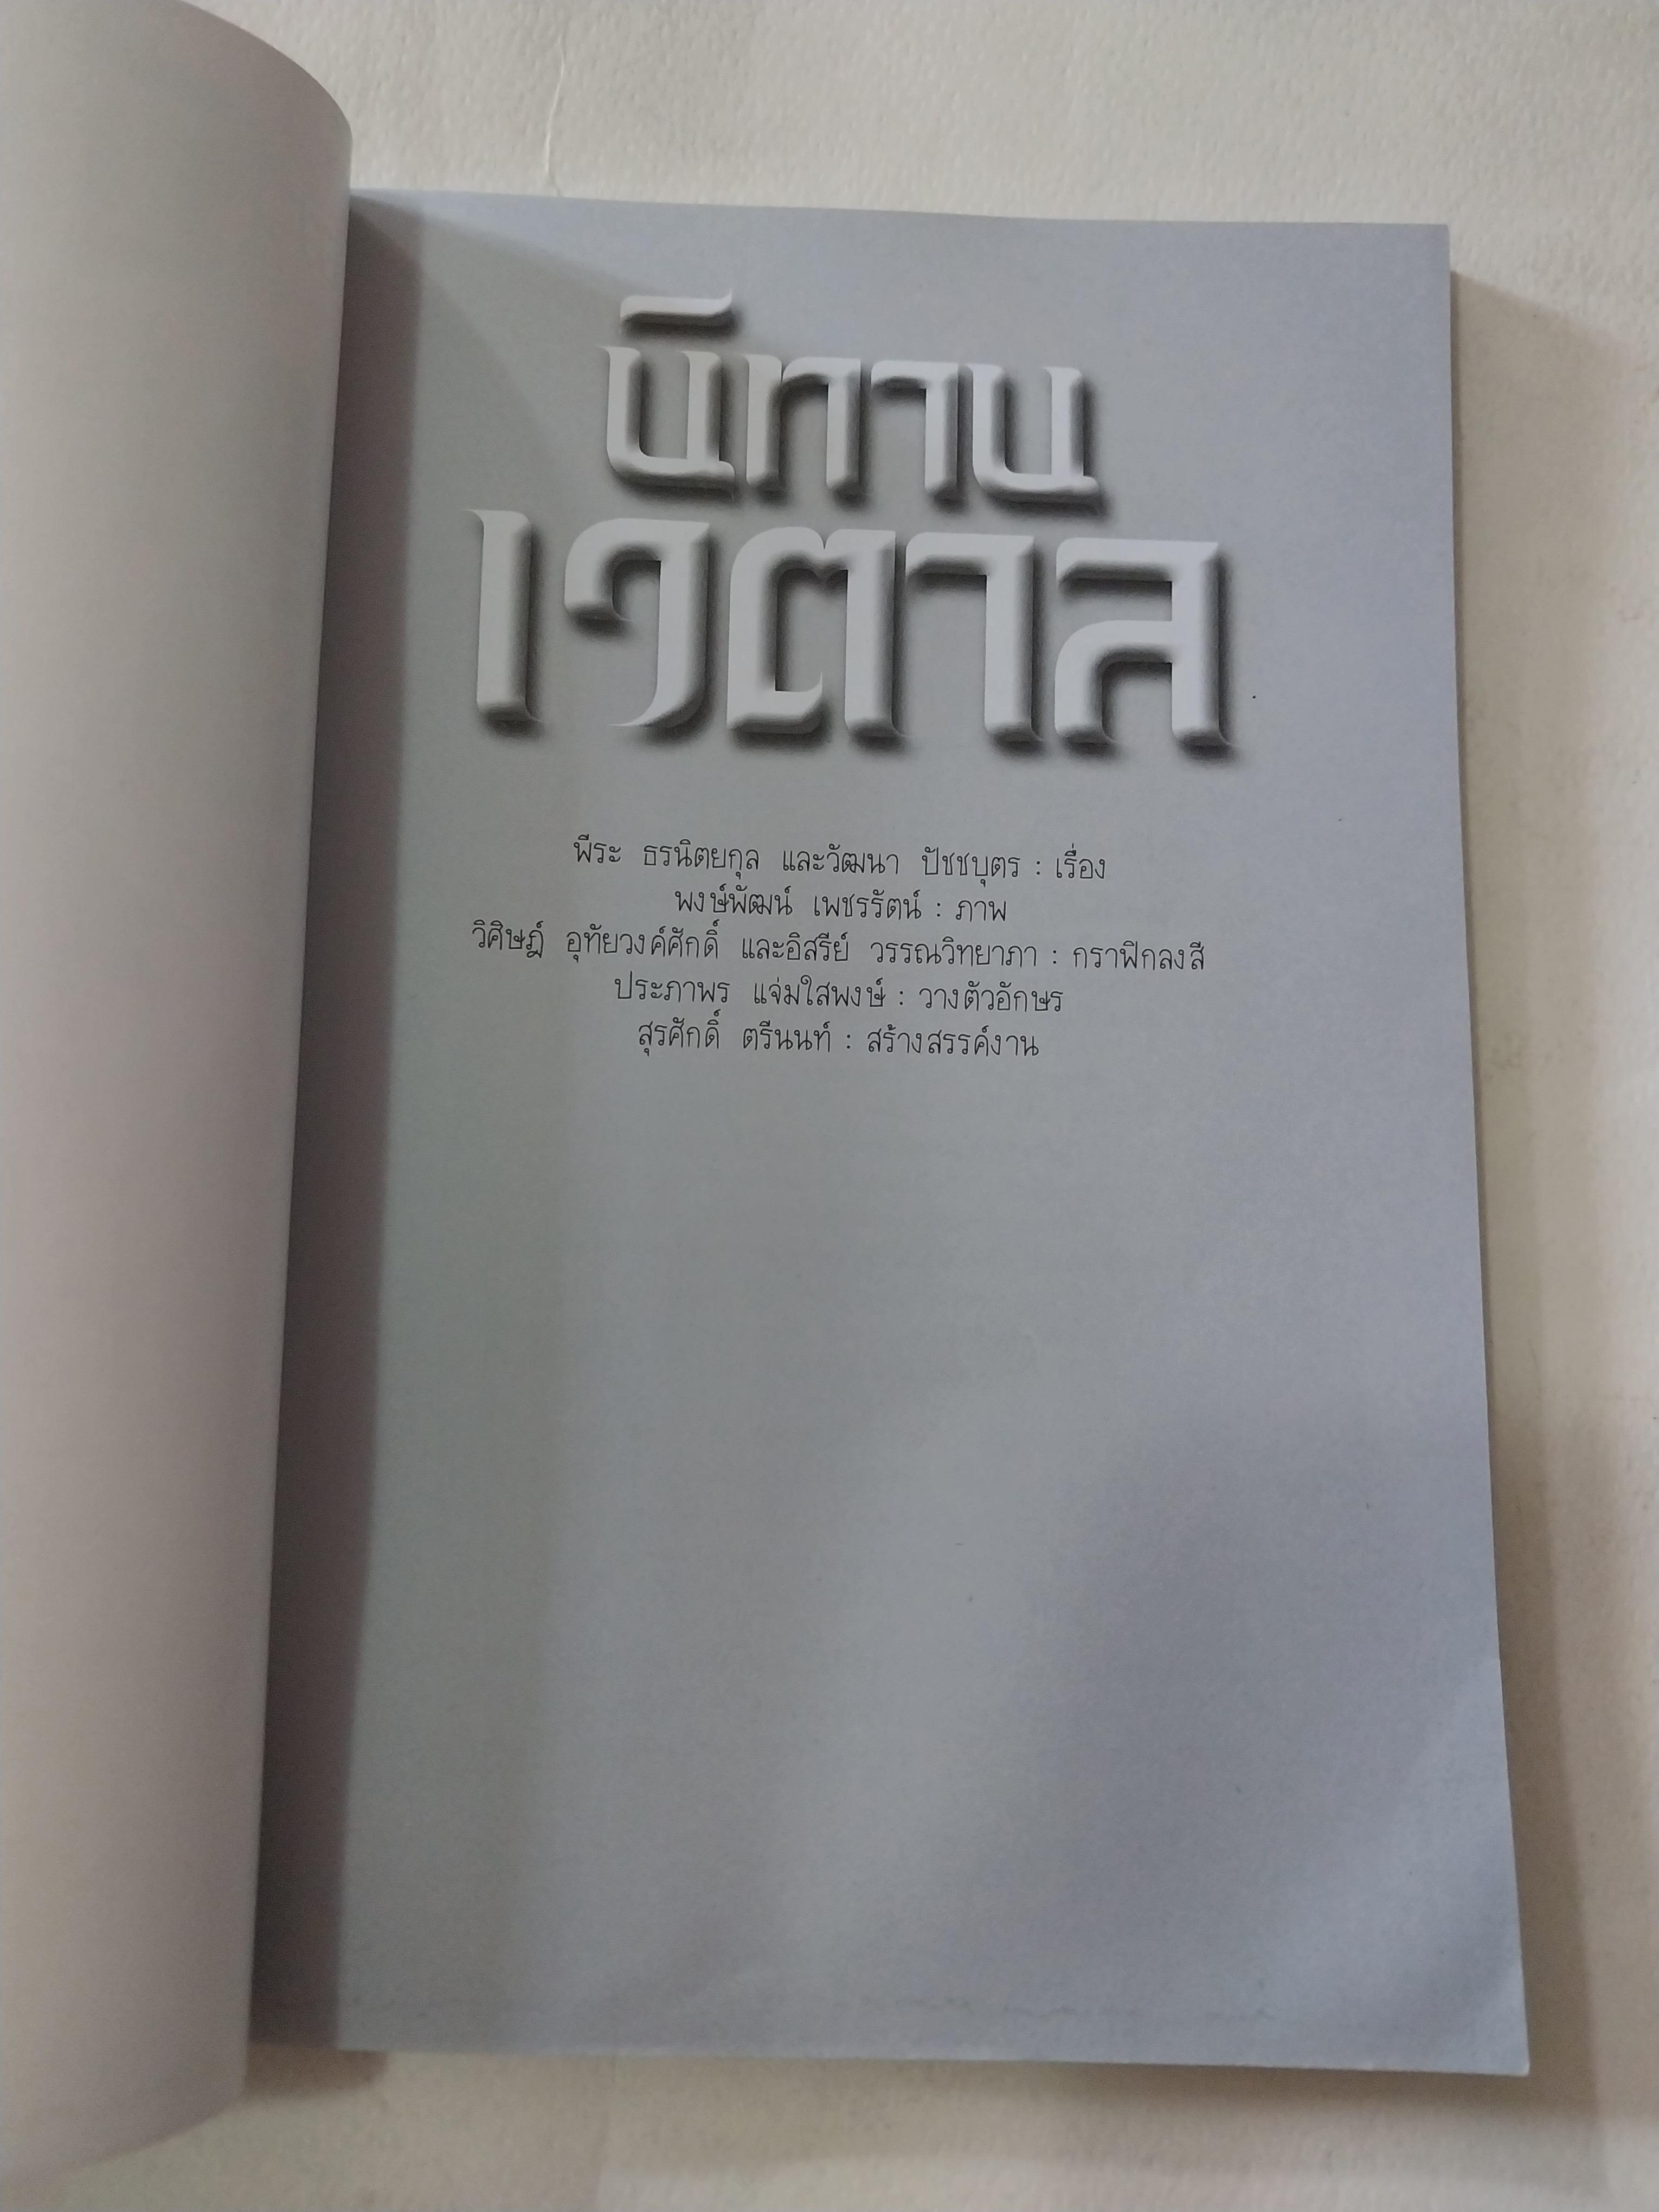 นิทาน
เวตาล
พีระ ธรนิตยกุล และวัฒนา ปัชชบุตร : เรื่อง
พงษ์พัฒน์ เพชรรัตน์ : ภาพ
วิศิษฎ์ อุทัยวงค์ศักดิ์ และอิสรีย์ วรรณวิทยาภา : กราฟิกลงสี
ประภาพร แจ่มใสพงษ์ : วางตัวอักษร
สุรศักดิ์ ตรีนนท์ : สร้างสรรค์งาน